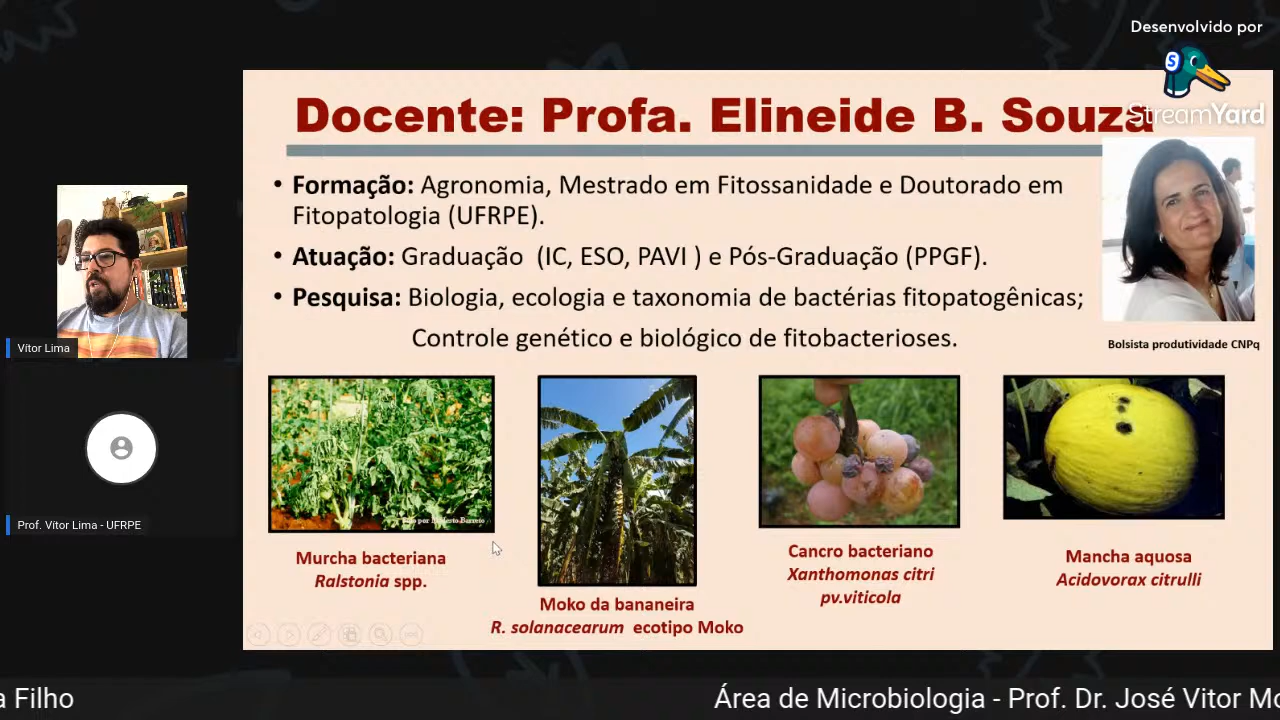 Desenvolvido por
StreamYard
Docente: Profa. Elineide B. Souza
• Formação: Agronomia, Mestrado em Fitossanidade e Doutorado em
Fitopatologia (UFRPE).
• Atuação: Graduação (IC, ESO, PAVI ) e Pós-Graduação (PPGF).
• Pesquisa: Biologia, ecologia e taxonomia de bactérias fitopatogênicas;
Controle genético e biológico de fitobacterioses.
Bolsista produtividade CNPq
Murcha bacteriana
Ralstonia spp.
Moko da bananeira
R. solanacearum ecotipo Moko
Cancro bacteriano
Xanthomonas citri
pv.viticola
Mancha aquosa
Acidovorax citrulli
Vítor Lima
Prof. Vítor Lima - UFRPE
a Filho
Área de Microbiologia - Prof. Dr. José Vitor Mo